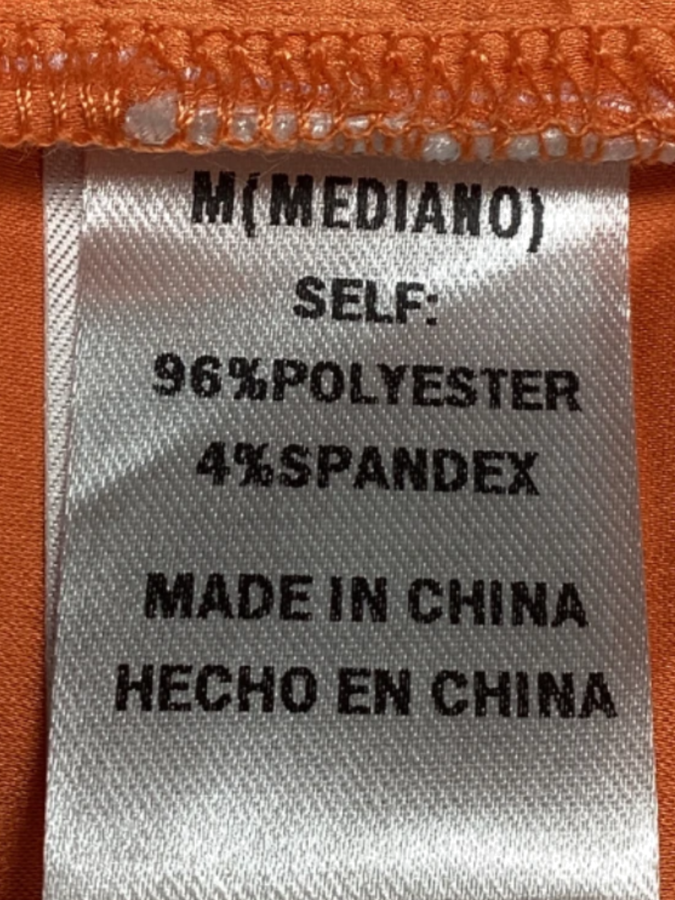 M(MEDIANO)
SELF:
96%POLYESTER
4%SPANDEX
MADE IN CHINA
HECHO EN CHINA